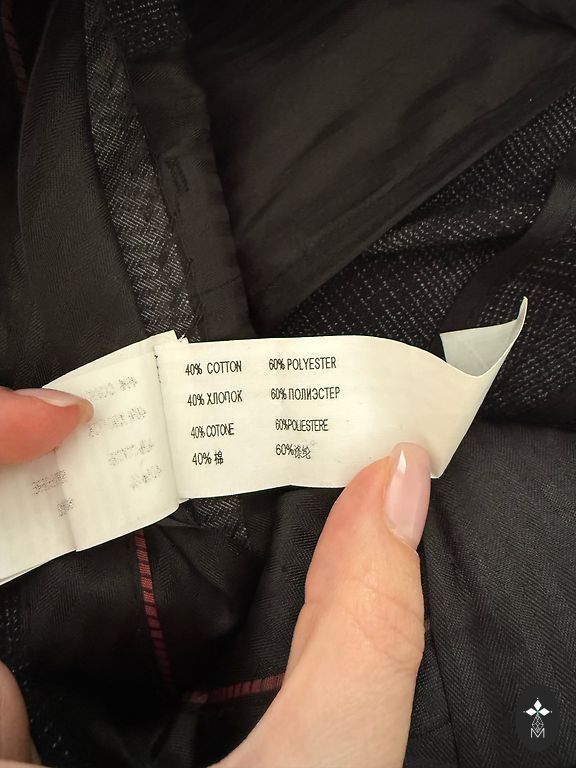 40% COTTON 60% POLYESTER
40% ХЛОПОК 60% ПОЛИЭСТЕР
40% COTONE 60% POLIESTERE
40% 棉 60% 涤纶